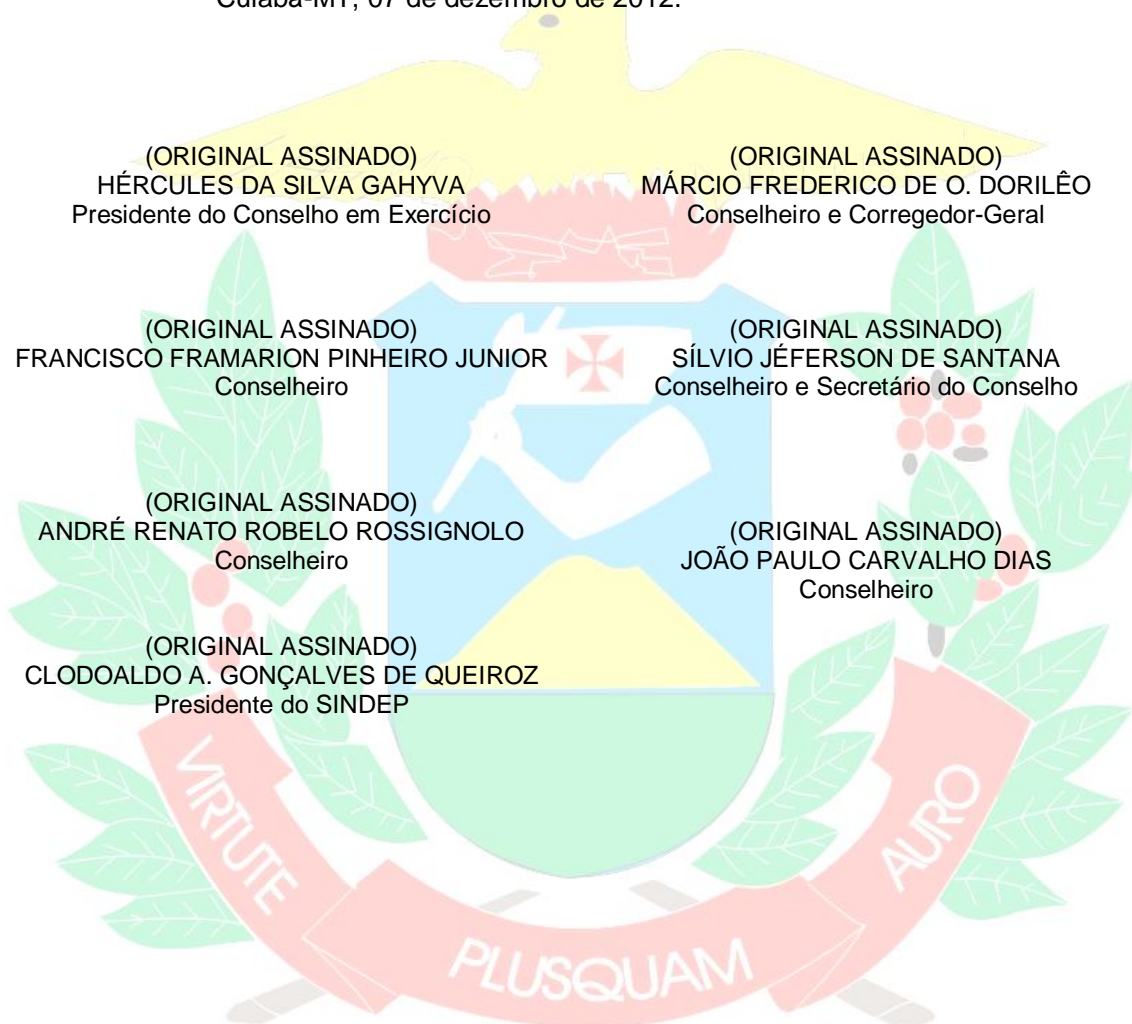 Cuiabá-MT, 07 de dezembro de 2012.
(ORIGINAL ASSINADO)
HÉRCULES DA SILVA GAHYVA
Presidente do Conselho em Exercício
(ORIGINAL ASSINADO)
MÁRCIO FREDERICO DE O. DORILÊO
Conselheiro e Corregedor-Geral
(ORIGINAL ASSINADO)
FRANCISCO FRAMARION PINHEIRO JUNIOR
Conselheiro
(ORIGINAL ASSINADO)
SÍLVIO JÉFERSON DE SANTANA
Conselheiro e Secretário do Conselho
(ORIGINAL ASSINADO)
ANDRÉ RENATO ROBELO ROSSIGNOLO
Conselheiro
(ORIGINAL ASSINADO)
JOÃO PAULO CARVALHO DIAS
Conselheiro
(ORIGINAL ASSINADO)
CLODOALDO A. GONÇALVES DE QUEIROZ
Presidente do SINDEP
VIRTUTE
PLUSQUAM
AURO